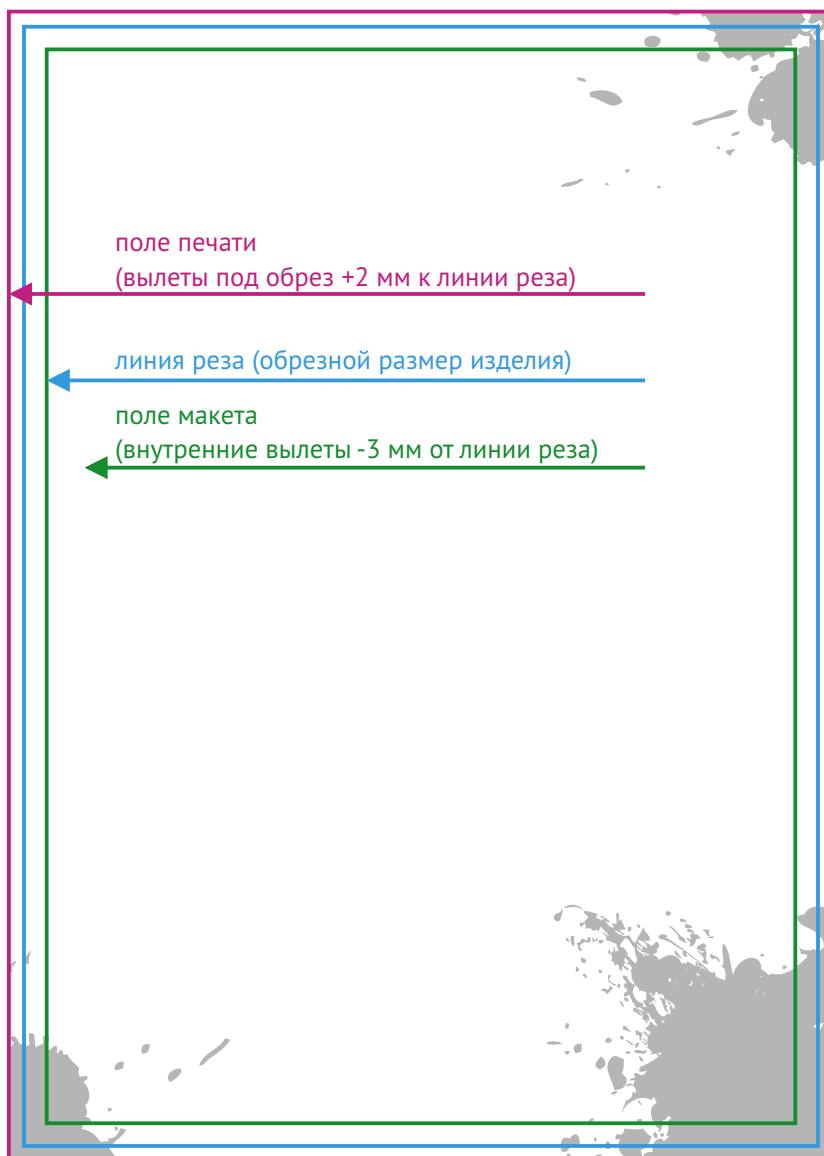 поле печати
(вылеты под обрез +2 мм к линии реза)
линия реза (обрезной размер изделия)
поле макета
(внутренние вылеты -3 мм от линии реза)